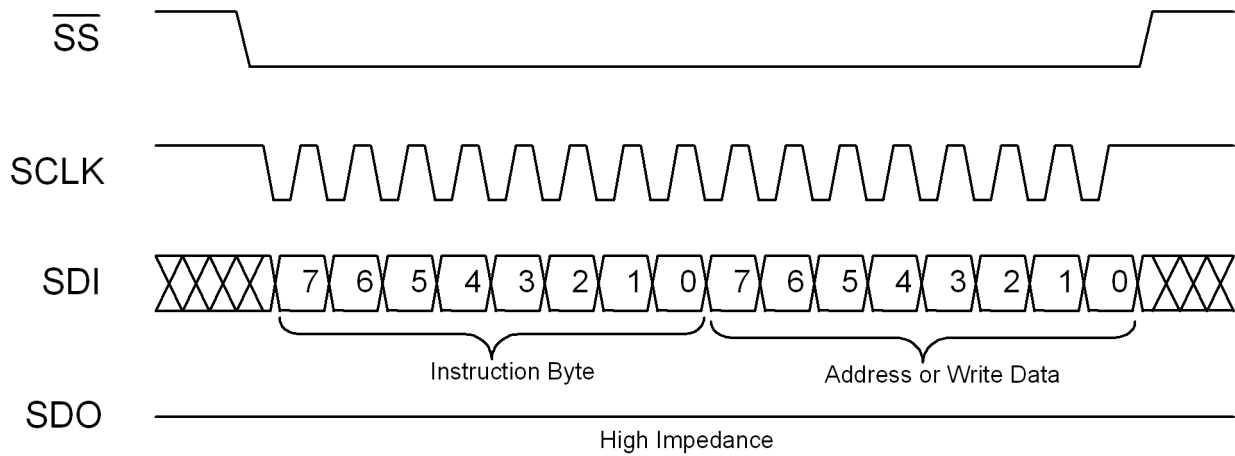 SS
SCLK
SDI 7 6 5 4 3 2 1 0 7 6 5 4 3 2 1 0
Instruction Byte Address or Write Data
SDO
High Impedance